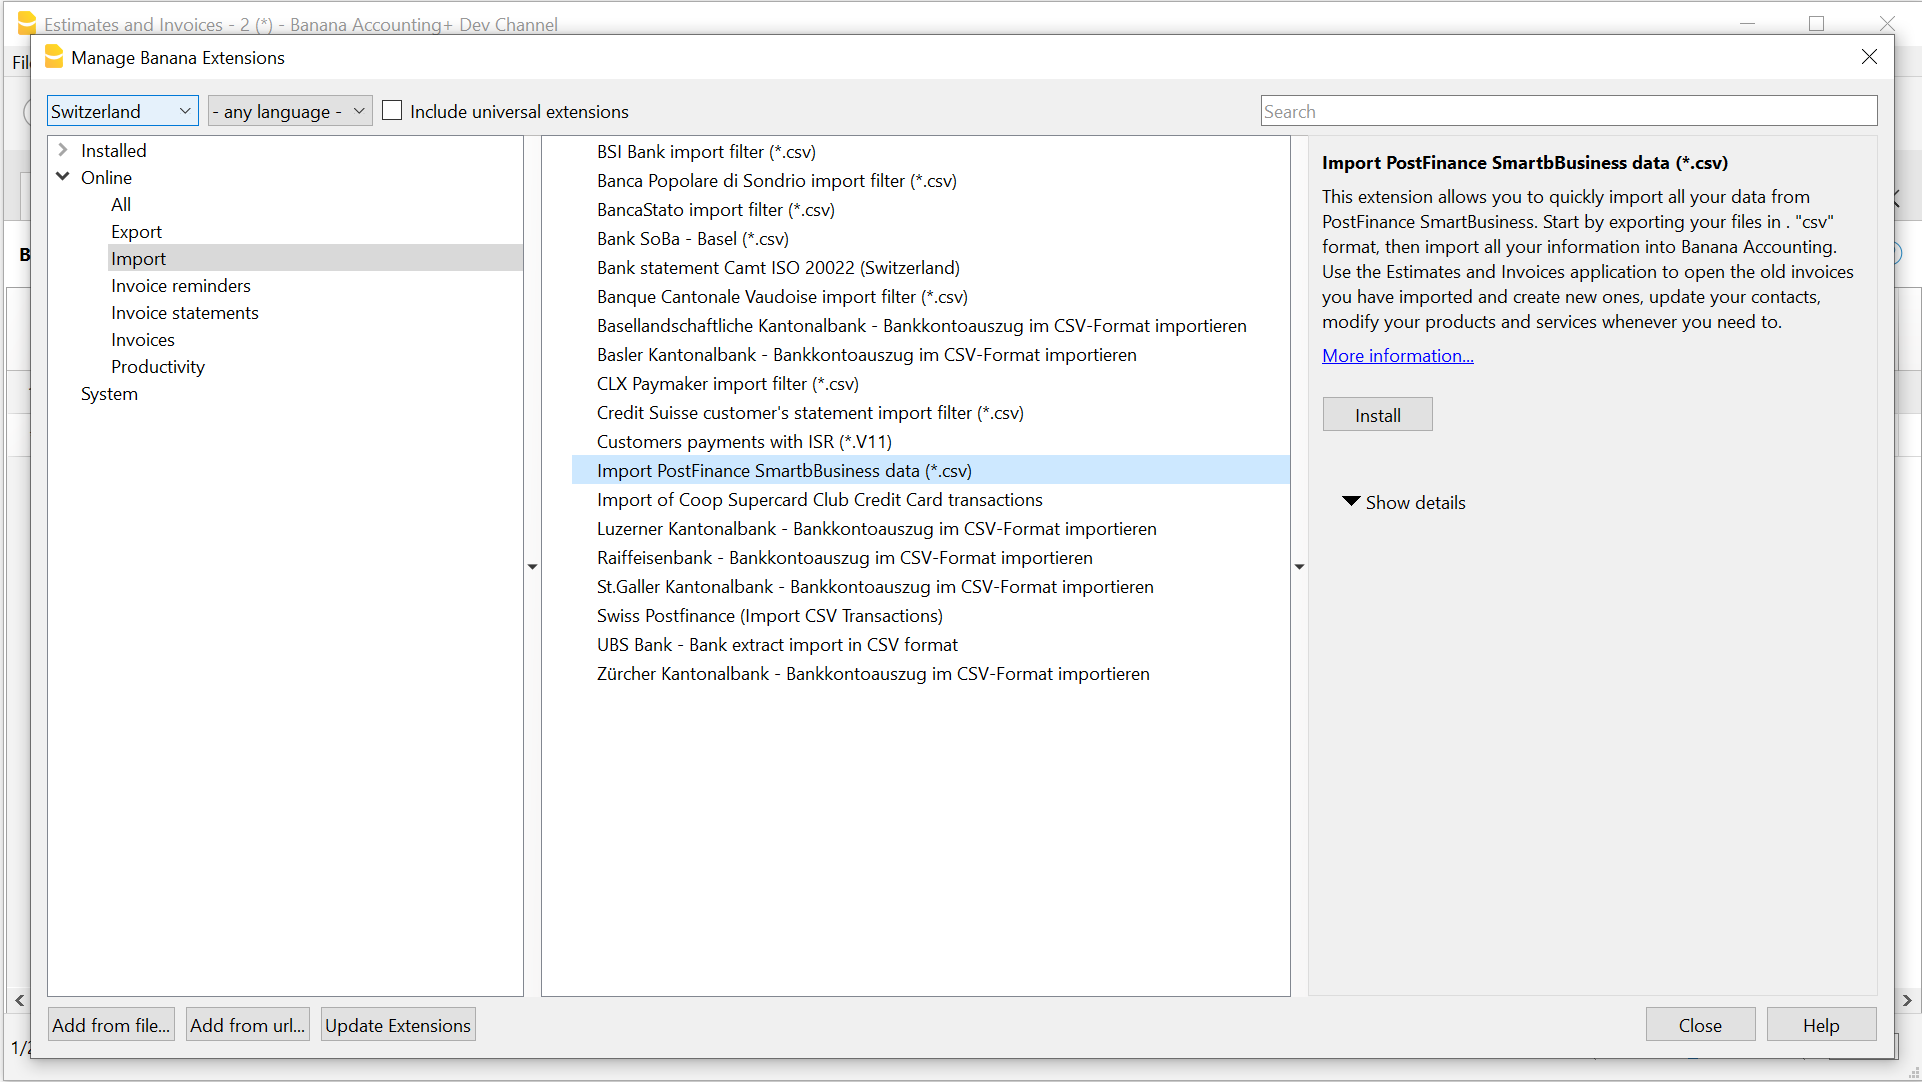 Estimates and Invoices - 2 (*) - Banana Accounting+ Dev Channel
Manage Banana Extensions
Switzerland
- any language -
Include universal extensions
Search
Installed
Online
All
Export
Import
Invoice reminders
Invoice statements
Invoices
Productivity
System
BSI Bank import filter (*.csv)
Banca Popolare di Sondrio import filter (*.csv)
BancaStato import filter (*.csv)
Bank SoBa - Basel (*.csv)
Bank statement Camt ISO 20022 (Switzerland)
Banque Cantonale Vaudoise import filter (*.csv)
Basellandschaftliche Kantonalbank - Bankkontoauszug im CSV-Format importieren
Basler Kantonalbank - Bankkontoauszug im CSV-Format importieren
CLX Paymaker import filter (*.csv)
Credit Suisse customer's statement import filter (*.csv)
Customers payments with ISR (*.V11)
Import PostFinance SmartbBusiness data (*.csv)
Import of Coop Supercard Club Credit Card transactions
Luzerner Kantonalbank - Bankkontoauszug im CSV-Format importieren
Raiffeisenbank - Bankkontoauszug im CSV-Format importieren
St.Galler Kantonalbank - Bankkontoauszug im CSV-Format importieren
Swiss Postfinance (Import CSV Transactions)
UBS Bank - Bank extract import in CSV format
Zürcher Kantonalbank - Bankkontoauszug im CSV-Format importieren
Import PostFinance SmartbBusiness data (*.csv)
This extension allows you to quickly import all your data from
PostFinance SmartBusiness. Start by exporting your files in . "csv"
format, then import all your information into Banana Accounting.
Use the Estimates and Invoices application to open the old invoices
you have imported and create new ones, update your contacts,
modify your products and services whenever you need to.
More information...
Install
Show details
Add from file...
Add from url...
Update Extensions
Close
Help